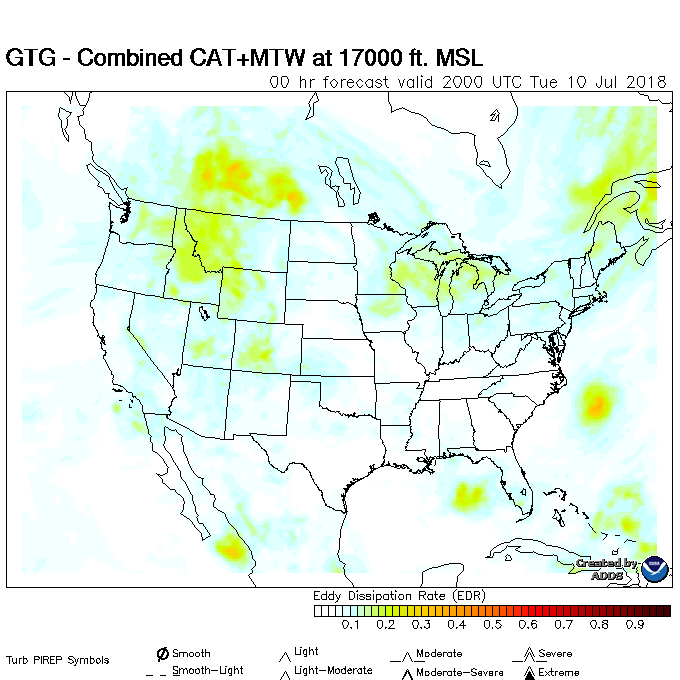 GTG - Combined CAT+MTW at 17000 ft. MSL
00 hr forecast valid 2000 UTC Tue 10 Jul 2018
Created by
ADDS
Eddy Dissipation Rate (EDR)
0.1 0.2 0.3 0.4 0.5 0.6 0.7 0.8 0.9
Turb PIREP Symbols
Smooth Light Moderate Severe
Smooth-Light Light-Moderate Moderate-Severe Extreme